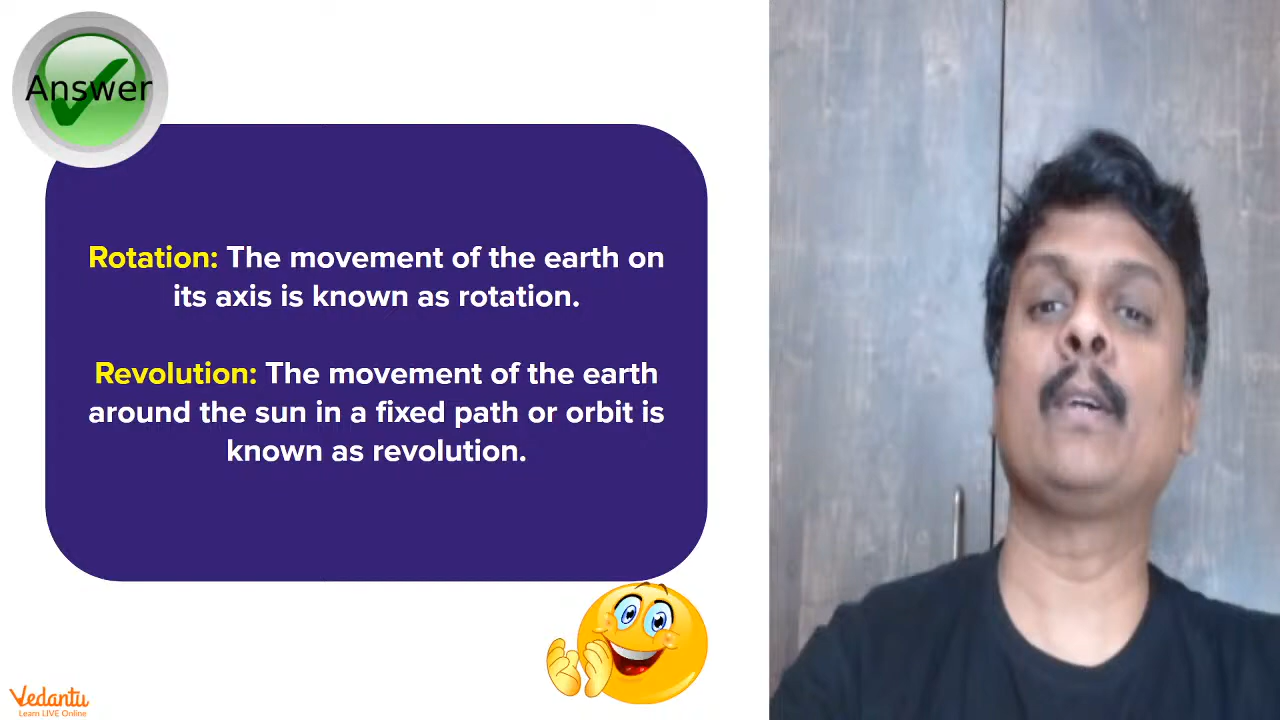 Answer
Rotation: The movement of the earth on
its axis is known as rotation.
Revolution: The movement of the earth
around the sun in a fixed path or orbit is
known as revolution.
Vedantu
Learn LIVE Online